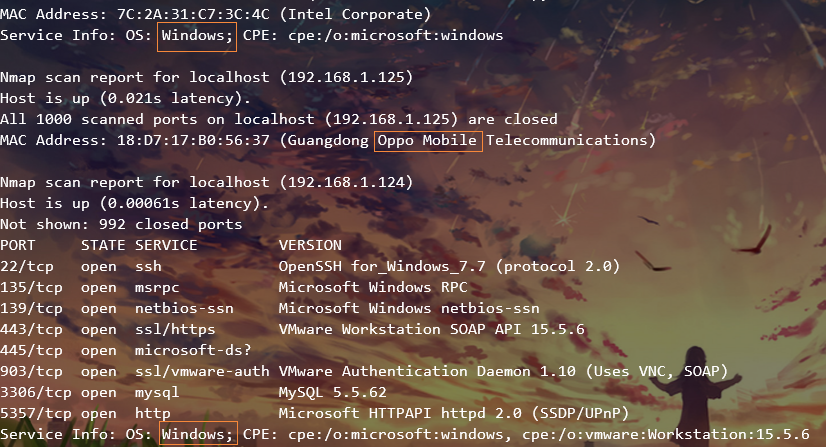 MAC Address: 7C:2A:31:C7:3C:4C (Intel Corporate)
Service Info: OS: Windows; CPE: cpe:/o:microsoft:windows
Nmap scan report for localhost (192.168.1.125)
Host is up (0.021s latency).
All 1000 scanned ports on localhost (192.168.1.125) are closed
MAC Address: 18:D7:17:B0:56:37 (Guangdong Oppo Mobile Telecommunications)
Nmap scan report for localhost (192.168.1.124)
Host is up (0.00061s latency).
Not shown: 992 closed ports
PORT STATE SERVICE VERSION
22/tcp open ssh OpenSSH for_Windows_7.7 (protocol 2.0)
135/tcp open msrpc Microsoft Windows RPC
139/tcp open netbios-ssn Microsoft Windows netbios-ssn
443/tcp open ssl/https VMware Workstation SOAP API 15.5.6
445/tcp open microsoft-ds?
903/tcp open ssl/vmware-auth VMware Authentication Daemon 1.10 (Uses VNC, SOAP)
3306/tcp open mysql MySQL 5.5.62
5357/tcp open http Microsoft HTTPAPI httpd 2.0 (SSDP/UPnP)
Service Info: OS: Windows; CPE: cpe:/o:microsoft:windows, cpe:/o:vmware:Workstation:15.5.6